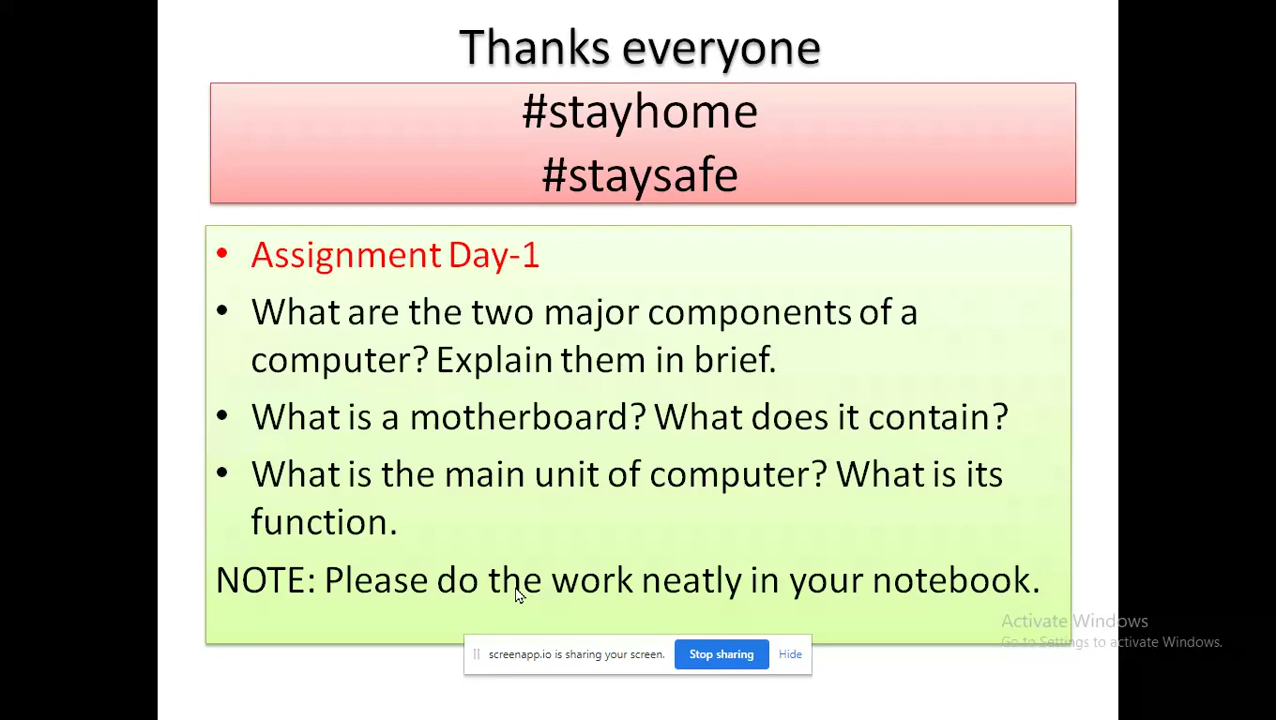 Thanks everyone
#stayhome
#staysafe
• Assignment Day-1
• What are the two major components of a
computer? Explain them in brief.
• What is a motherboard? What does it contain?
• What is the main unit of computer? What is its
function.
NOTE: Please do the work neatly in your notebook.
Activate Windows
Go to Settings to activate Windows.
screenapp.io is sharing your screen. Stop sharing Hide